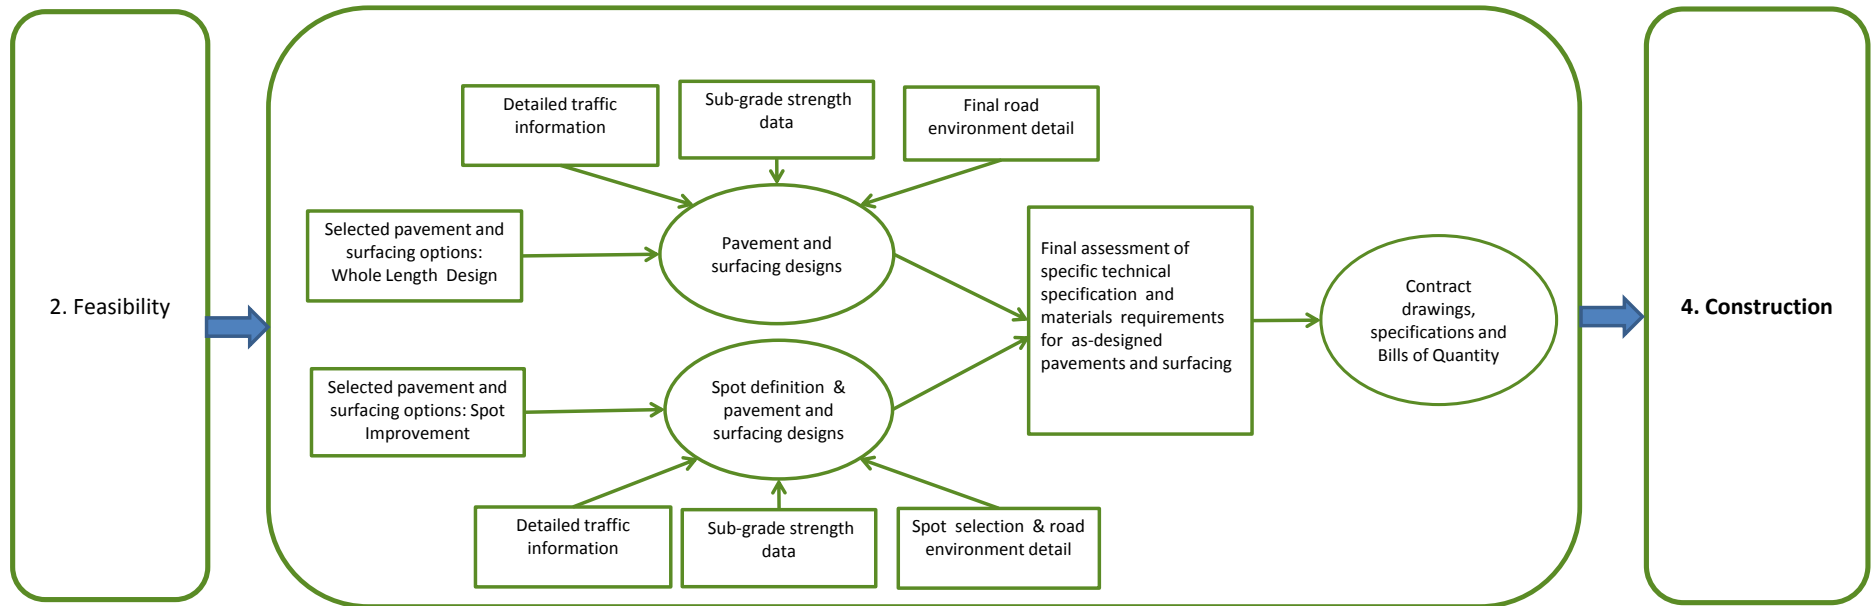 2. Feasibility
Detailed traffic
information
Sub-grade strength
data
Final road
environment detail
Selected pavement and
surfacing options:
Whole Length Design
Pavement and
surfacing designs
Selected pavement and
surfacing options: Spot
Improvement
Spot definition &
pavement and
surfacing designs
Detailed traffic
information
Sub-grade strength
data
Spot selection & road
environment detail
Final assessment of
specific technical
specification and
materials requirements
for as-designed
pavements and surfacing
Contract
drawings,
specifications and
Bills of Quantity
4. Construction